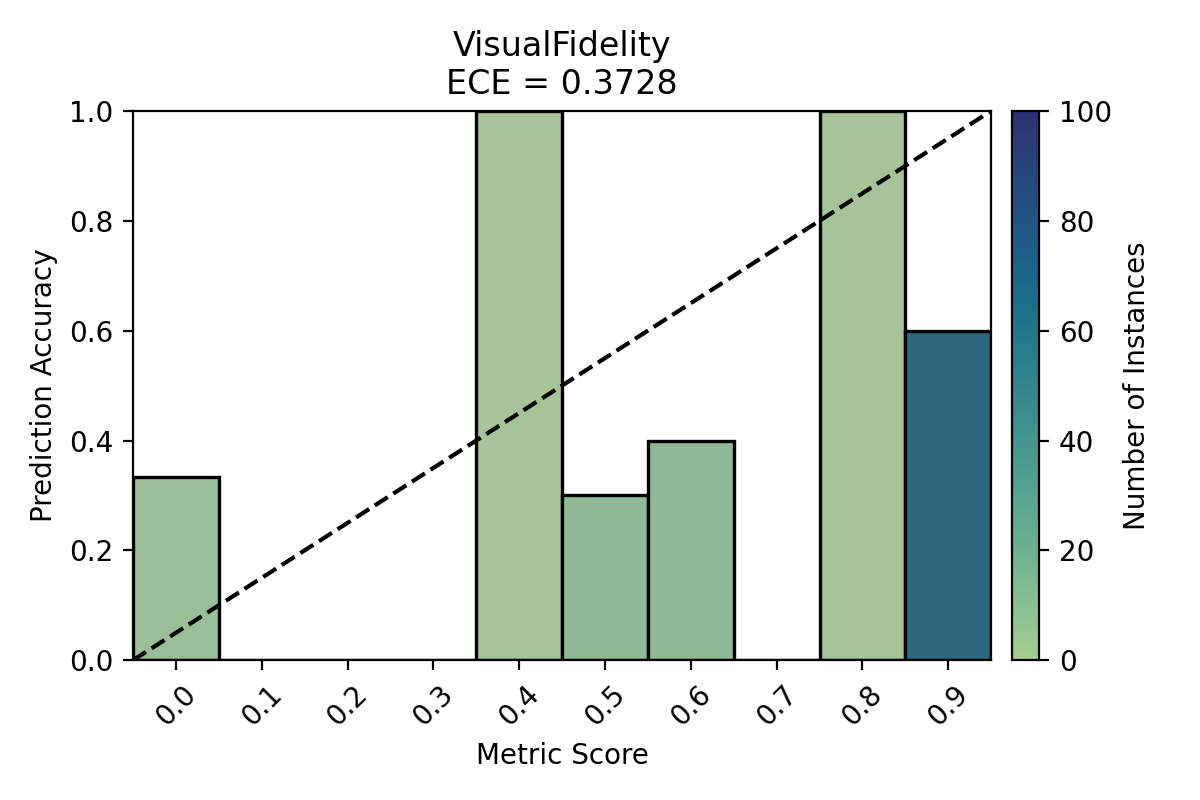 VisualFidelity
ECE = 0.3728
1.0
0.8
0.6
0.4
0.2
0.0
Prediction Accuracy
0.0 0.1 0.2 0.3 0.4 0.5 0.6 0.7 0.8 0.9
Metric Score
100
80
60
40
20
0
Number of Instances